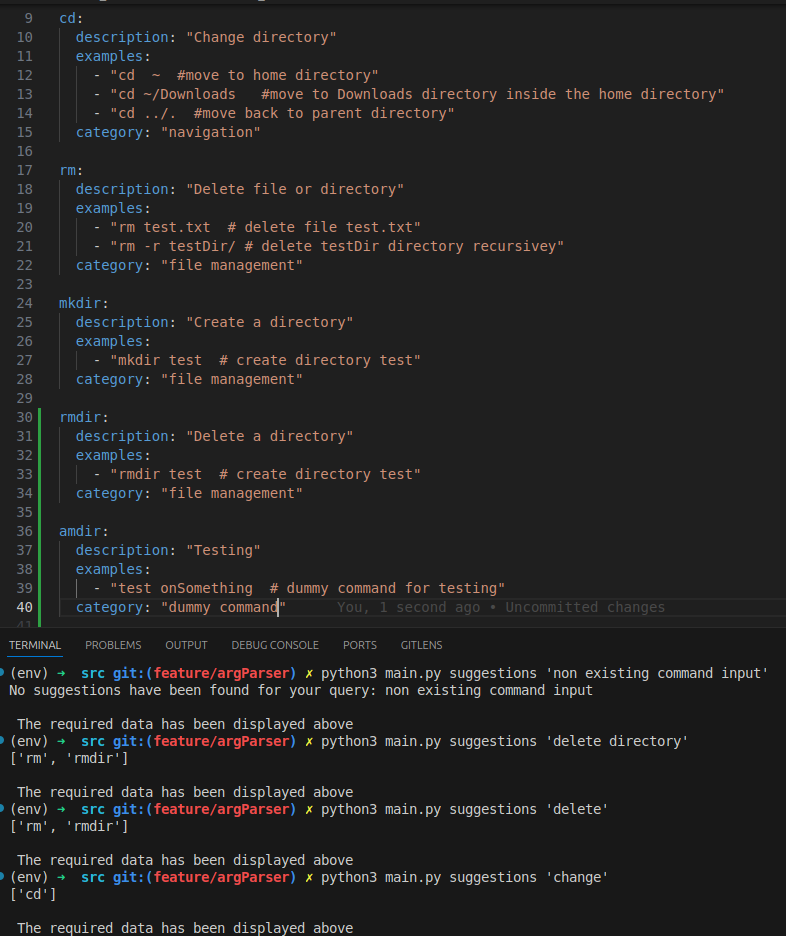 9 cd:
10 description: "Change directory"
11 examples:
12 - "cd  ~  #move to home directory"
13 - "cd ~/Downloads   #move to Downloads directory inside the home directory"
14 - "cd ../.  #move back to parent directory"
15 category: "navigation"
16
17 rm:
18 description: "Delete file or directory"
19 examples:
20 - "rm test.txt  # delete file test.txt"
21 - "rm -r testDir/ # delete testDir directory recursivey"
22 category: "file management"
23
24 mkdir:
25 description: "Create a directory"
26 examples:
27 - "mkdir test  # create directory test"
28 category: "file management"
29
30 rmdir:
31 description: "Delete a directory"
32 examples:
33 - "rmdir test  # create directory test"
34 category: "file management"
35
36 amdir:
37 description: "Testing"
38 examples:
39 - "test onSomething  # dummy command for testing"
40 category: "dummy command" You, 1 second ago • Uncommitted changes
41
TERMINAL PROBLEMS OUTPUT DEBUG CONSOLE PORTS GITLENS
(env) ➜  src git:(feature/argParser) ✗ python3 main.py suggestions 'non existing command input'
No suggestions have been found for your query: non existing command input
The required data has been displayed above
(env) ➜  src git:(feature/argParser) ✗ python3 main.py suggestions 'delete directory'
['rm', 'rmdir']
The required data has been displayed above
(env) ➜  src git:(feature/argParser) ✗ python3 main.py suggestions 'delete'
['rm', 'rmdir']
The required data has been displayed above
(env) ➜  src git:(feature/argParser) ✗ python3 main.py suggestions 'change'
['cd']
The required data has been displayed above